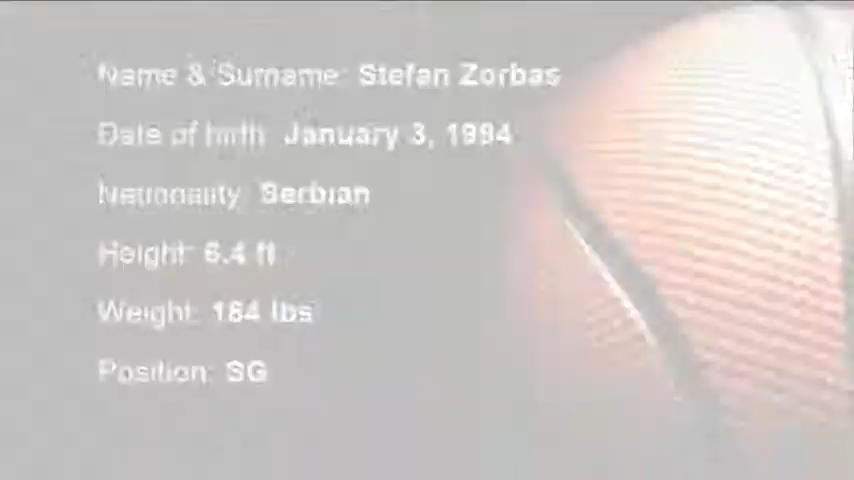 Name & Surname: Stefan Zorbas
Date of birth: January 3, 1994
Nationality: Serbian
Height: 6.4 ft
Weight: 184 lbs
Position: SG